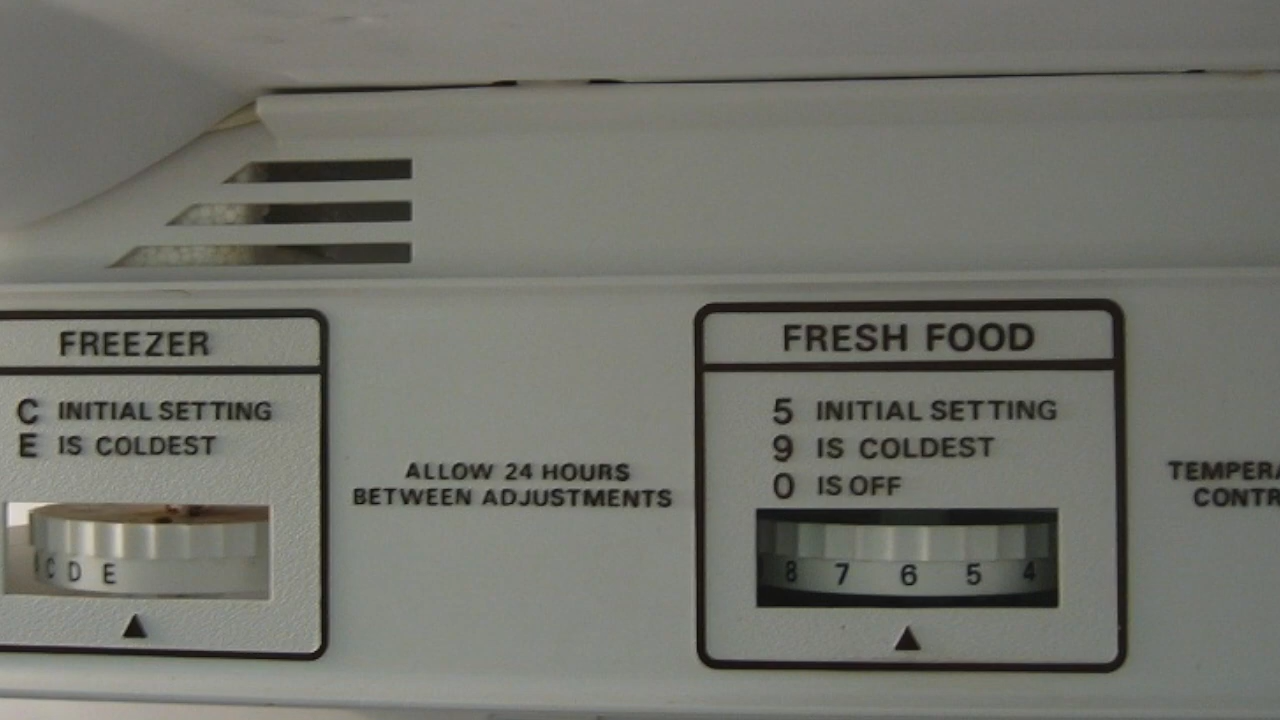 FREEZER
C INITIAL SETTING
E IS COLDEST
C D E
ALLOW 24 HOURS
BETWEEN ADJUSTMENTS
FRESH FOOD
5 INITIAL SETTING
9 IS COLDEST
0 IS OFF
8 7 6 5 4